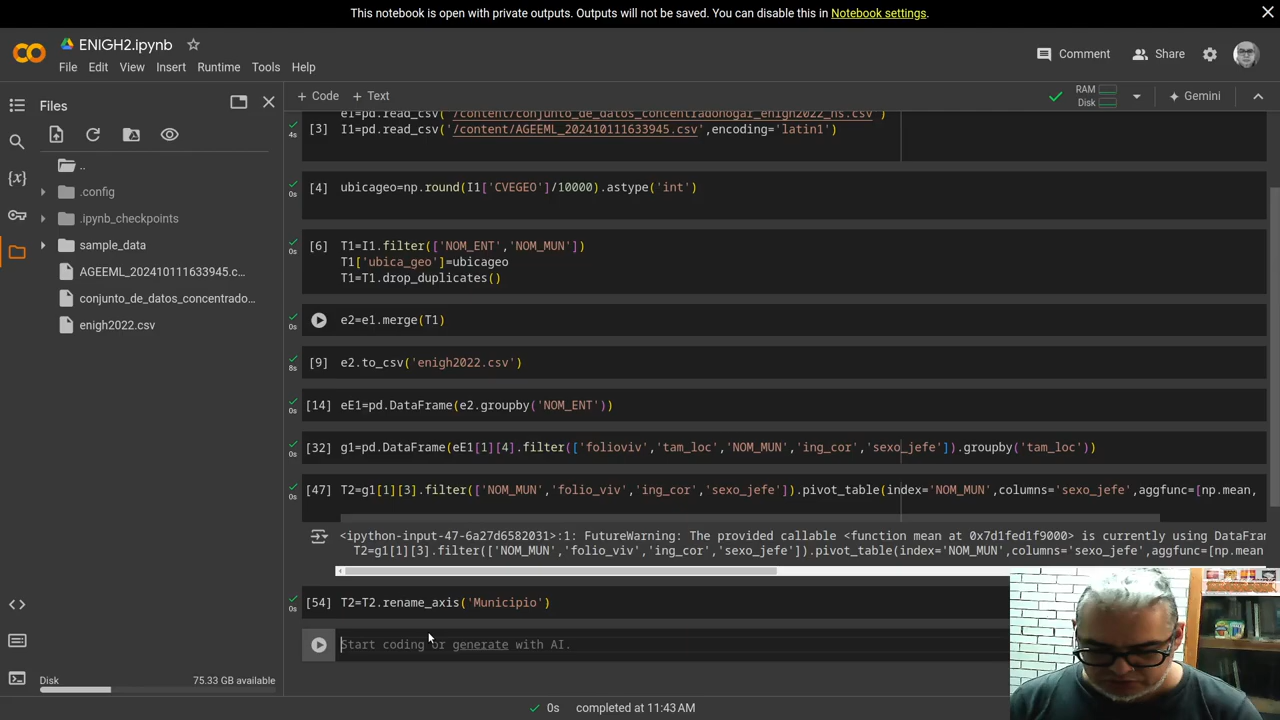 This notebook is open with private outputs. Outputs will not be saved. You can disable this in Notebook settings.
ENIGH2.ipynb
Comment
Share
File Edit View Insert Runtime Tools Help
Files
+ Code + Text
RAM
Disk
Gemini
e1=pd.read_csv('/content/conjunto_de_datos_concentradohogar_enigh2022_ns.csv')
4s
[3] I1=pd.read_csv('/content/AGEEML_202410111633945.csv',encoding='latin1')
..
.config
.ipynb_checkpoints
sample_data
AGEEML_202410111633945.c…
conjunto_de_datos_concentrado…
enigh2022.csv
[4] ubicageo=np.round(I1['CVEGEO']/10000).astype('int')
0s
[6] T1=I1.filter(['NOM_ENT','NOM_MUN'])
0s
T1['ubica_geo']=ubicageo
T1=T1.drop_duplicates()
e2=e1.merge(T1)
0s
[9] e2.to_csv('enigh2022.csv')
8s
[14] eE1=pd.DataFrame(e2.groupby('NOM_ENT'))
0s
[32] g1=pd.DataFrame(eE1[1][4].filter(['folioviv','tam_loc','NOM_MUN','ing_cor','sexo_jefe']).groupby('tam_loc'))
0s
[47] T2=g1[1][3].filter(['NOM_MUN','folio_viv','ing_cor','sexo_jefe']).pivot_table(index='NOM_MUN',columns='sexo_jefe',aggfunc=[np.mean,
0s
<ipython-input-47-6a27d6582031>:1: FutureWarning: The provided callable <function mean at 0x7d1fed1f9000> is currently using DataFra
T2=g1[1][3].filter(['NOM_MUN','folio_viv','ing_cor','sexo_jefe']).pivot_table(index='NOM_MUN',columns='sexo_jefe',aggfunc=[np.mean
[54] T2=T2.rename_axis('Municipio')
0s
Start coding or generate with AI.
Disk
75.33 GB available
0s completed at 11:43 AM